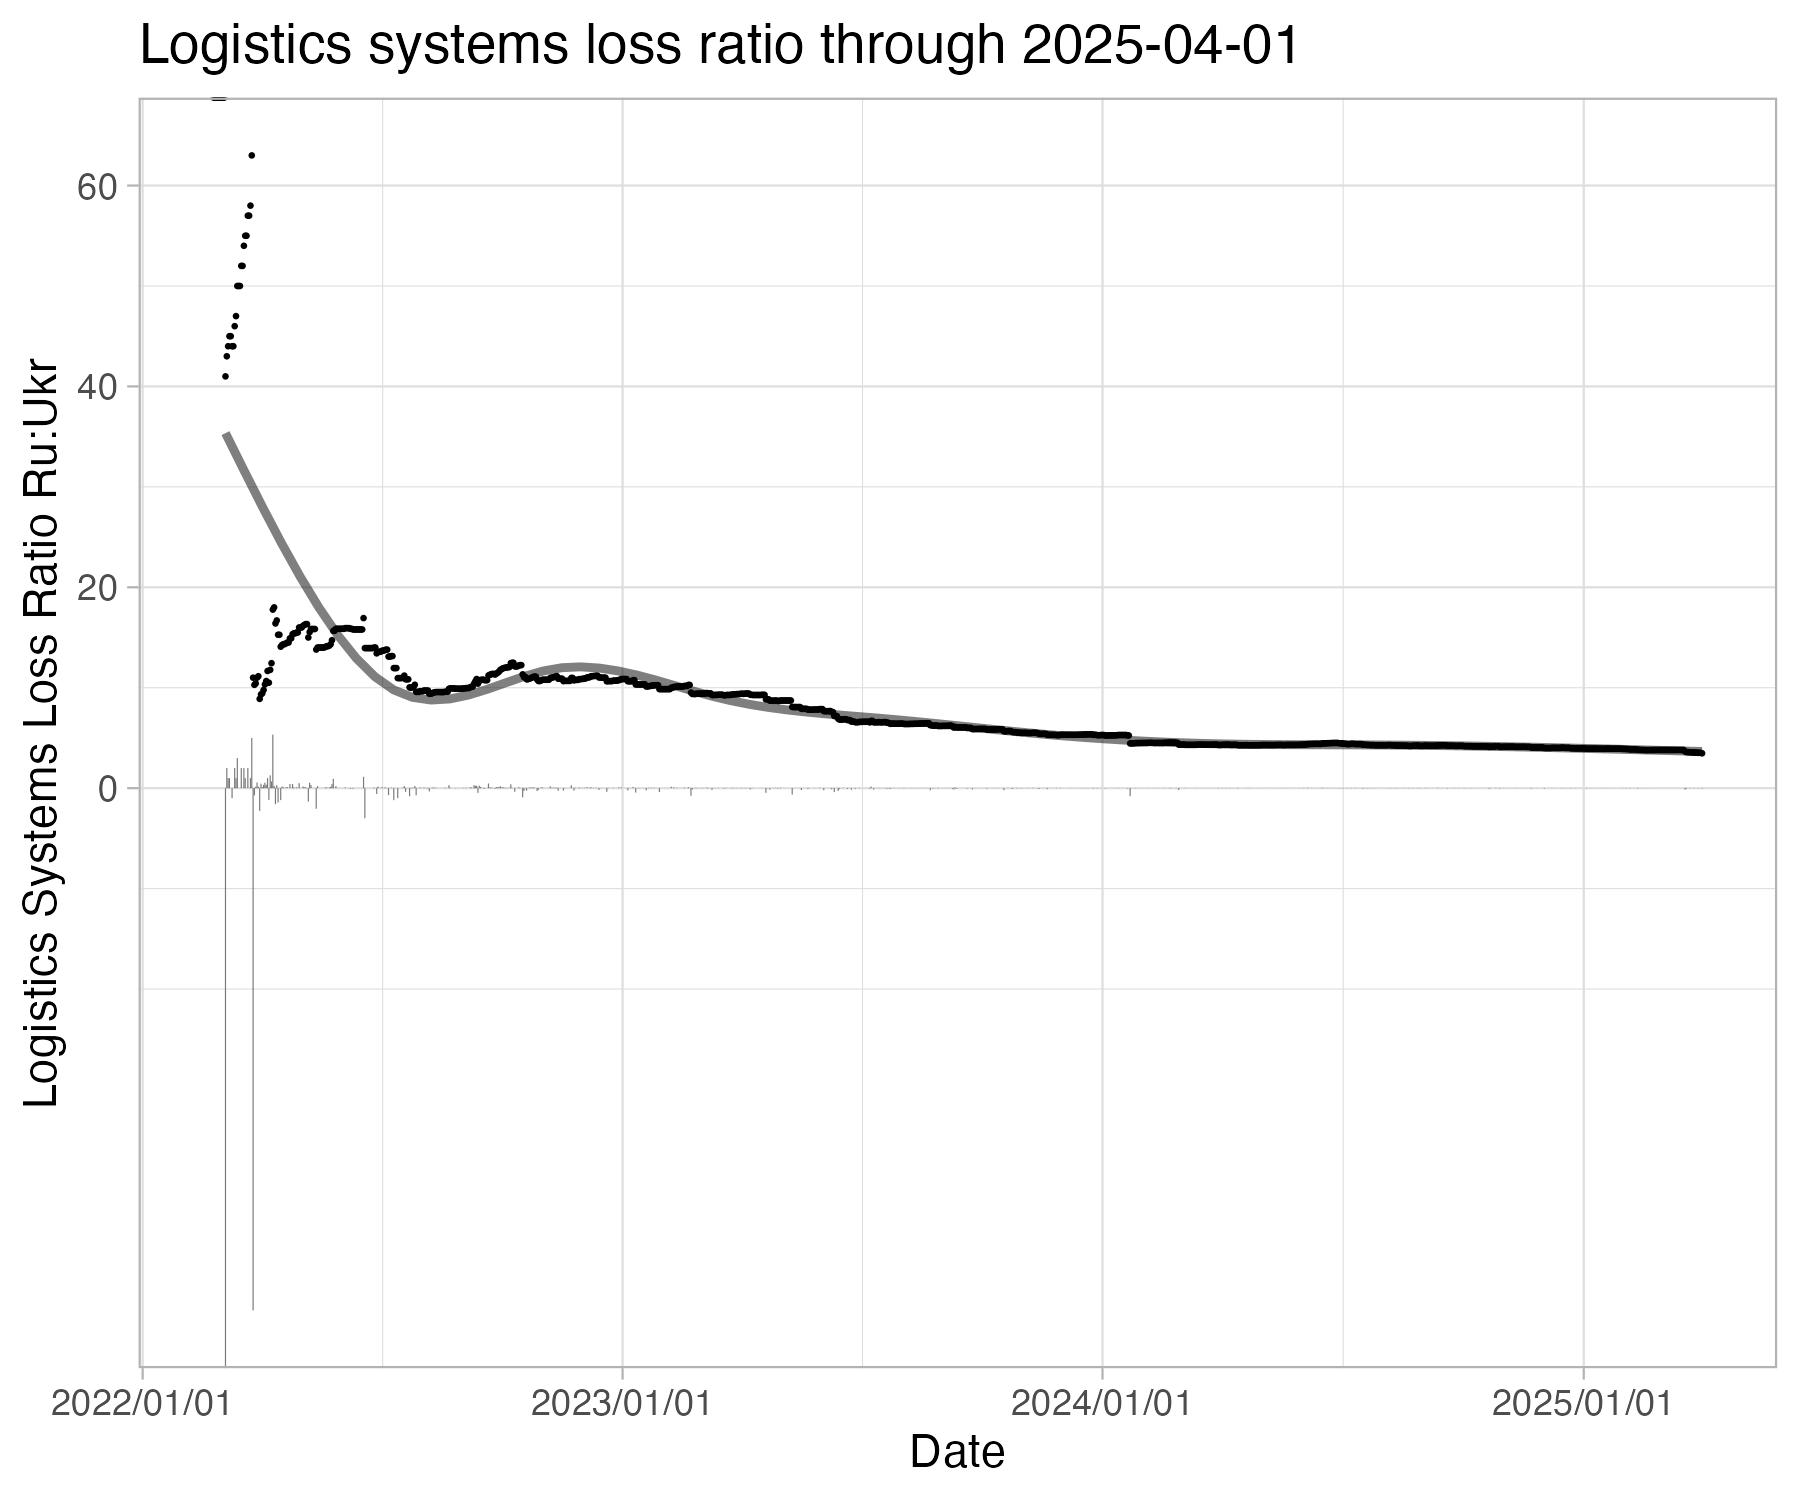 Logistics systems loss ratio through 2025-04-01
Logistics Systems Loss Ratio Ru:Ukr
60
40
20
0
2022/01/01
2023/01/01
2024/01/01
2025/01/01
Date